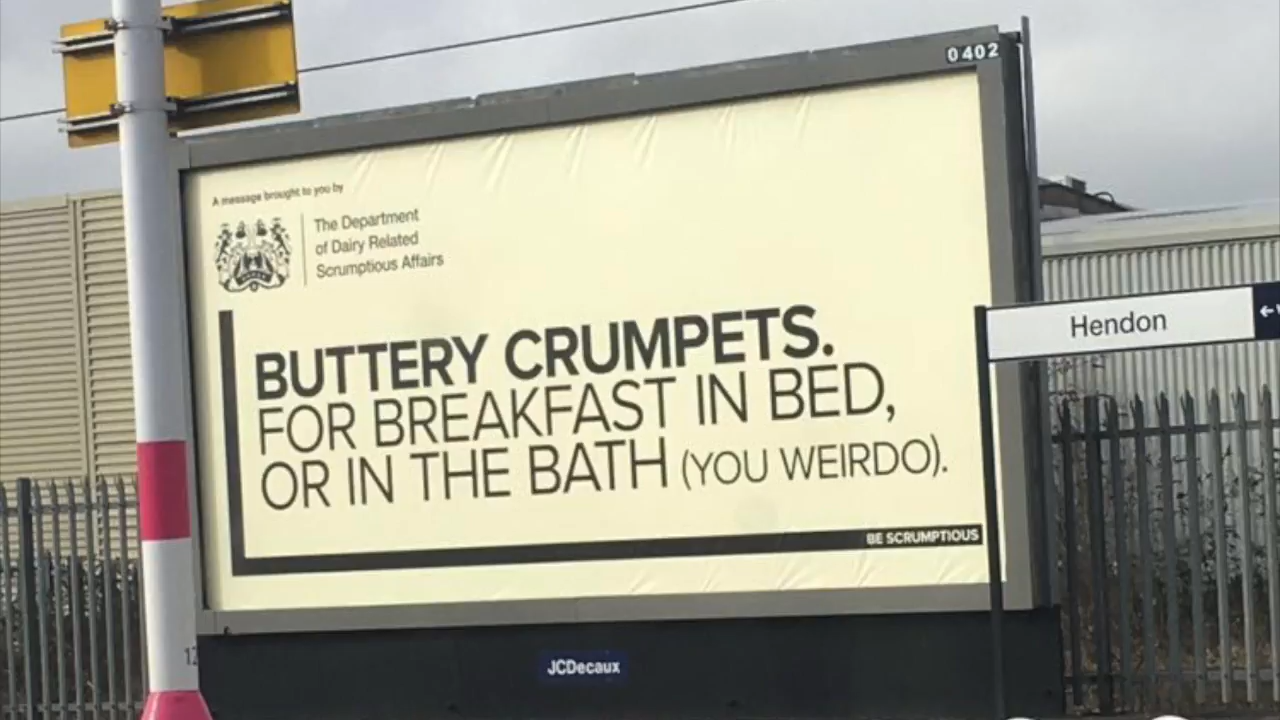 0402
A message brought to you by
The Department
of Dairy Related
Scrumptious Affairs
BUTTERY CRUMPETS.
FOR BREAKFAST IN BED,
OR IN THE BATH (YOU WEIRDO).
BE SCRUMPTIOUS
Hendon
JCDecaux
12